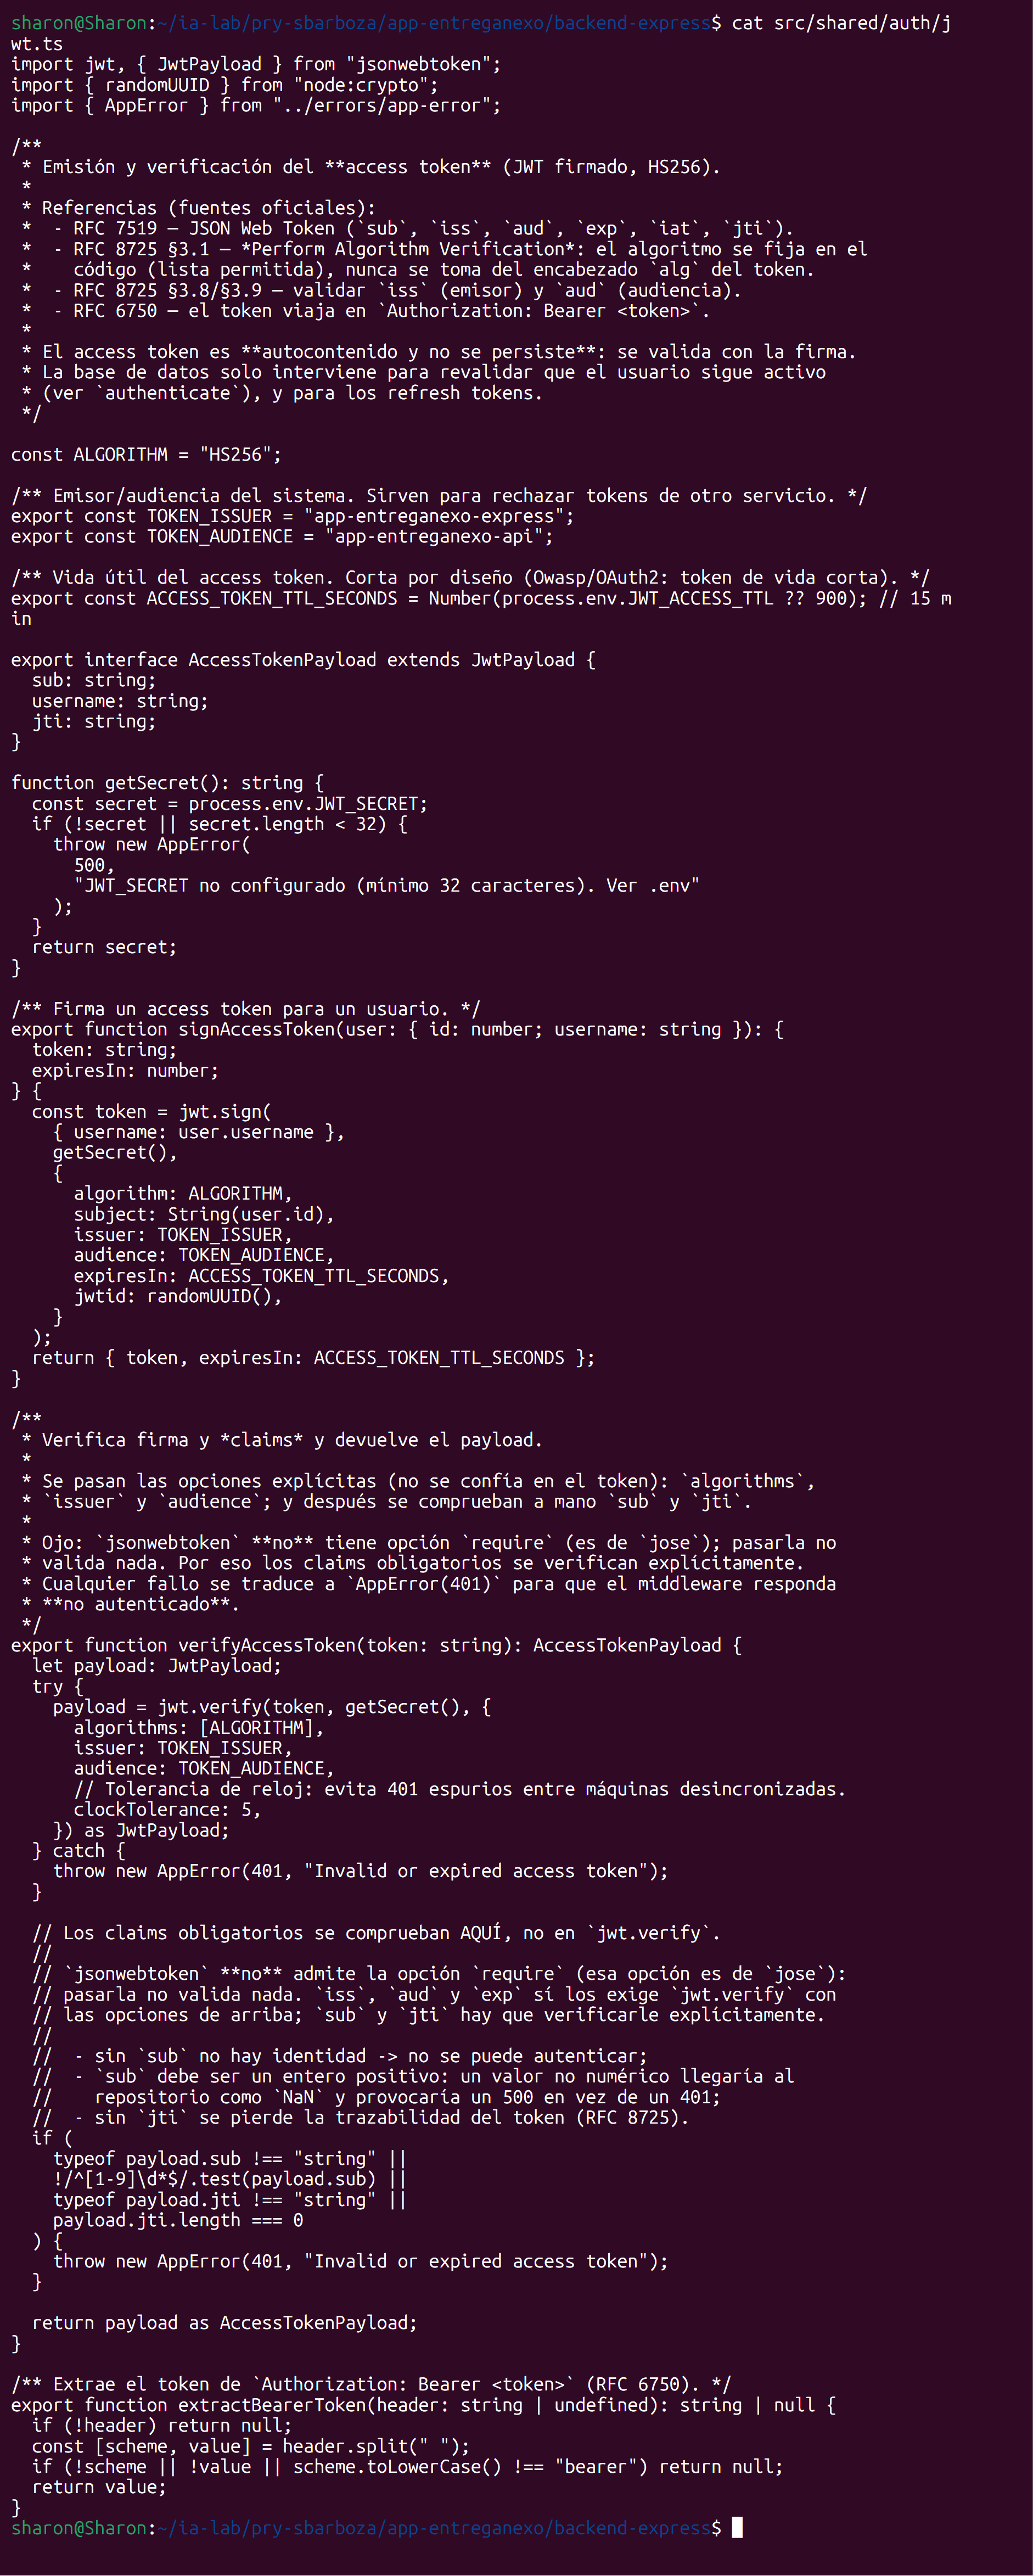 sharon@Sharon:~/ia-lab/pry-sbarboza/app-entreganexo/backend-express$ cat src/shared/auth/j
wt.ts
import jwt, { JwtPayload } from "jsonwebtoken";
import { randomUUID } from "node:crypto";
import { AppError } from "../errors/app-error";

/**
 * Emisión y verificación del **access token** (JWT firmado, HS256).
 *
 * Referencias (fuentes oficiales):
 *  - RFC 7519 — JSON Web Token (`sub`, `iss`, `aud`, `exp`, `iat`, `jti`).
 *  - RFC 8725 §3.1 — *Perform Algorithm Verification*: el algoritmo se fija en el
 *    código (lista permitida), nunca se toma del encabezado `alg` del token.
 *  - RFC 8725 §3.8/§3.9 — validar `iss` (emisor) y `aud` (audiencia).
 *  - RFC 6750 — el token viaja en `Authorization: Bearer <token>`.
 *
 * El access token es **autocontenido y no se persiste**: se valida con la firma.
 * La base de datos solo interviene para revalidar que el usuario sigue activo
 * (ver `authenticate`), y para los refresh tokens.
 */

const ALGORITHM = "HS256";

/** Emisor/audiencia del sistema. Sirven para rechazar tokens de otro servicio. */
export const TOKEN_ISSUER = "app-entreganexo-express";
export const TOKEN_AUDIENCE = "app-entreganexo-api";

/** Vida útil del access token. Corta por diseño (Owasp/OAuth2: token de vida corta). */
export const ACCESS_TOKEN_TTL_SECONDS = Number(process.env.JWT_ACCESS_TTL ?? 900); // 15 m
in

export interface AccessTokenPayload extends JwtPayload {
  sub: string;
  username: string;
  jti: string;
}

function getSecret(): string {
  const secret = process.env.JWT_SECRET;
  if (!secret || secret.length < 32) {
    throw new AppError(
      500,
      "JWT_SECRET no configurado (mínimo 32 caracteres). Ver .env"
    );
  }
  return secret;
}

/** Firma un access token para un usuario. */
export function signAccessToken(user: { id: number; username: string }): {
  token: string;
  expiresIn: number;
} {
  const token = jwt.sign(
    { username: user.username },
    getSecret(),
    {
      algorithm: ALGORITHM,
      subject: String(user.id),
      issuer: TOKEN_ISSUER,
      audience: TOKEN_AUDIENCE,
      expiresIn: ACCESS_TOKEN_TTL_SECONDS,
      jwtid: randomUUID(),
    }
  );
  return { token, expiresIn: ACCESS_TOKEN_TTL_SECONDS };
}

/**
 * Verifica firma y *claims* y devuelve el payload.
 *
 * Se pasan las opciones explícitas (no se confía en el token): `algorithms`,
 * `issuer` y `audience`; y después se comprueban a mano `sub` y `jti`.
 *
 * Ojo: `jsonwebtoken` **no** tiene opción `require` (es de `jose`); pasarla no
 * valida nada. Por eso los claims obligatorios se verifican explícitamente.
 * Cualquier fallo se traduce a `AppError(401)` para que el middleware responda
 * **no autenticado**.
 */
export function verifyAccessToken(token: string): AccessTokenPayload {
  let payload: JwtPayload;
  try {
    payload = jwt.verify(token, getSecret(), {
      algorithms: [ALGORITHM],
      issuer: TOKEN_ISSUER,
      audience: TOKEN_AUDIENCE,
      // Tolerancia de reloj: evita 401 espurios entre máquinas desincronizadas.
      clockTolerance: 5,
    }) as JwtPayload;
  } catch {
    throw new AppError(401, "Invalid or expired access token");
  }

  // Los claims obligatorios se comprueban AQUÍ, no en `jwt.verify`.
  //
  // `jsonwebtoken` **no** admite la opción `require` (esa opción es de `jose`):
  // pasarla no valida nada. `iss`, `aud` y `exp` sí los exige `jwt.verify` con
  // las opciones de arriba; `sub` y `jti` hay que verificarle explícitamente.
  //
  //  - sin `sub` no hay identidad -> no se puede autenticar;
  //  - `sub` debe ser un entero positivo: un valor no numérico llegaría al
  //    repositorio como `NaN` y provocaría un 500 en vez de un 401;
  //  - sin `jti` se pierde la trazabilidad del token (RFC 8725).
  if (
    typeof payload.sub !== "string" ||
    !/^[1-9]\d*$/.test(payload.sub) ||
    typeof payload.jti !== "string" ||
    payload.jti.length === 0
  ) {
    throw new AppError(401, "Invalid or expired access token");
  }

  return payload as AccessTokenPayload;
}

/** Extrae el token de `Authorization: Bearer <token>` (RFC 6750). */
export function extractBearerToken(header: string | undefined): string | null {
  if (!header) return null;
  const [scheme, value] = header.split(" ");
  if (!scheme || !value || scheme.toLowerCase() !== "bearer") return null;
  return value;
}
sharon@Sharon:~/ia-lab/pry-sbarboza/app-entreganexo/backend-express$